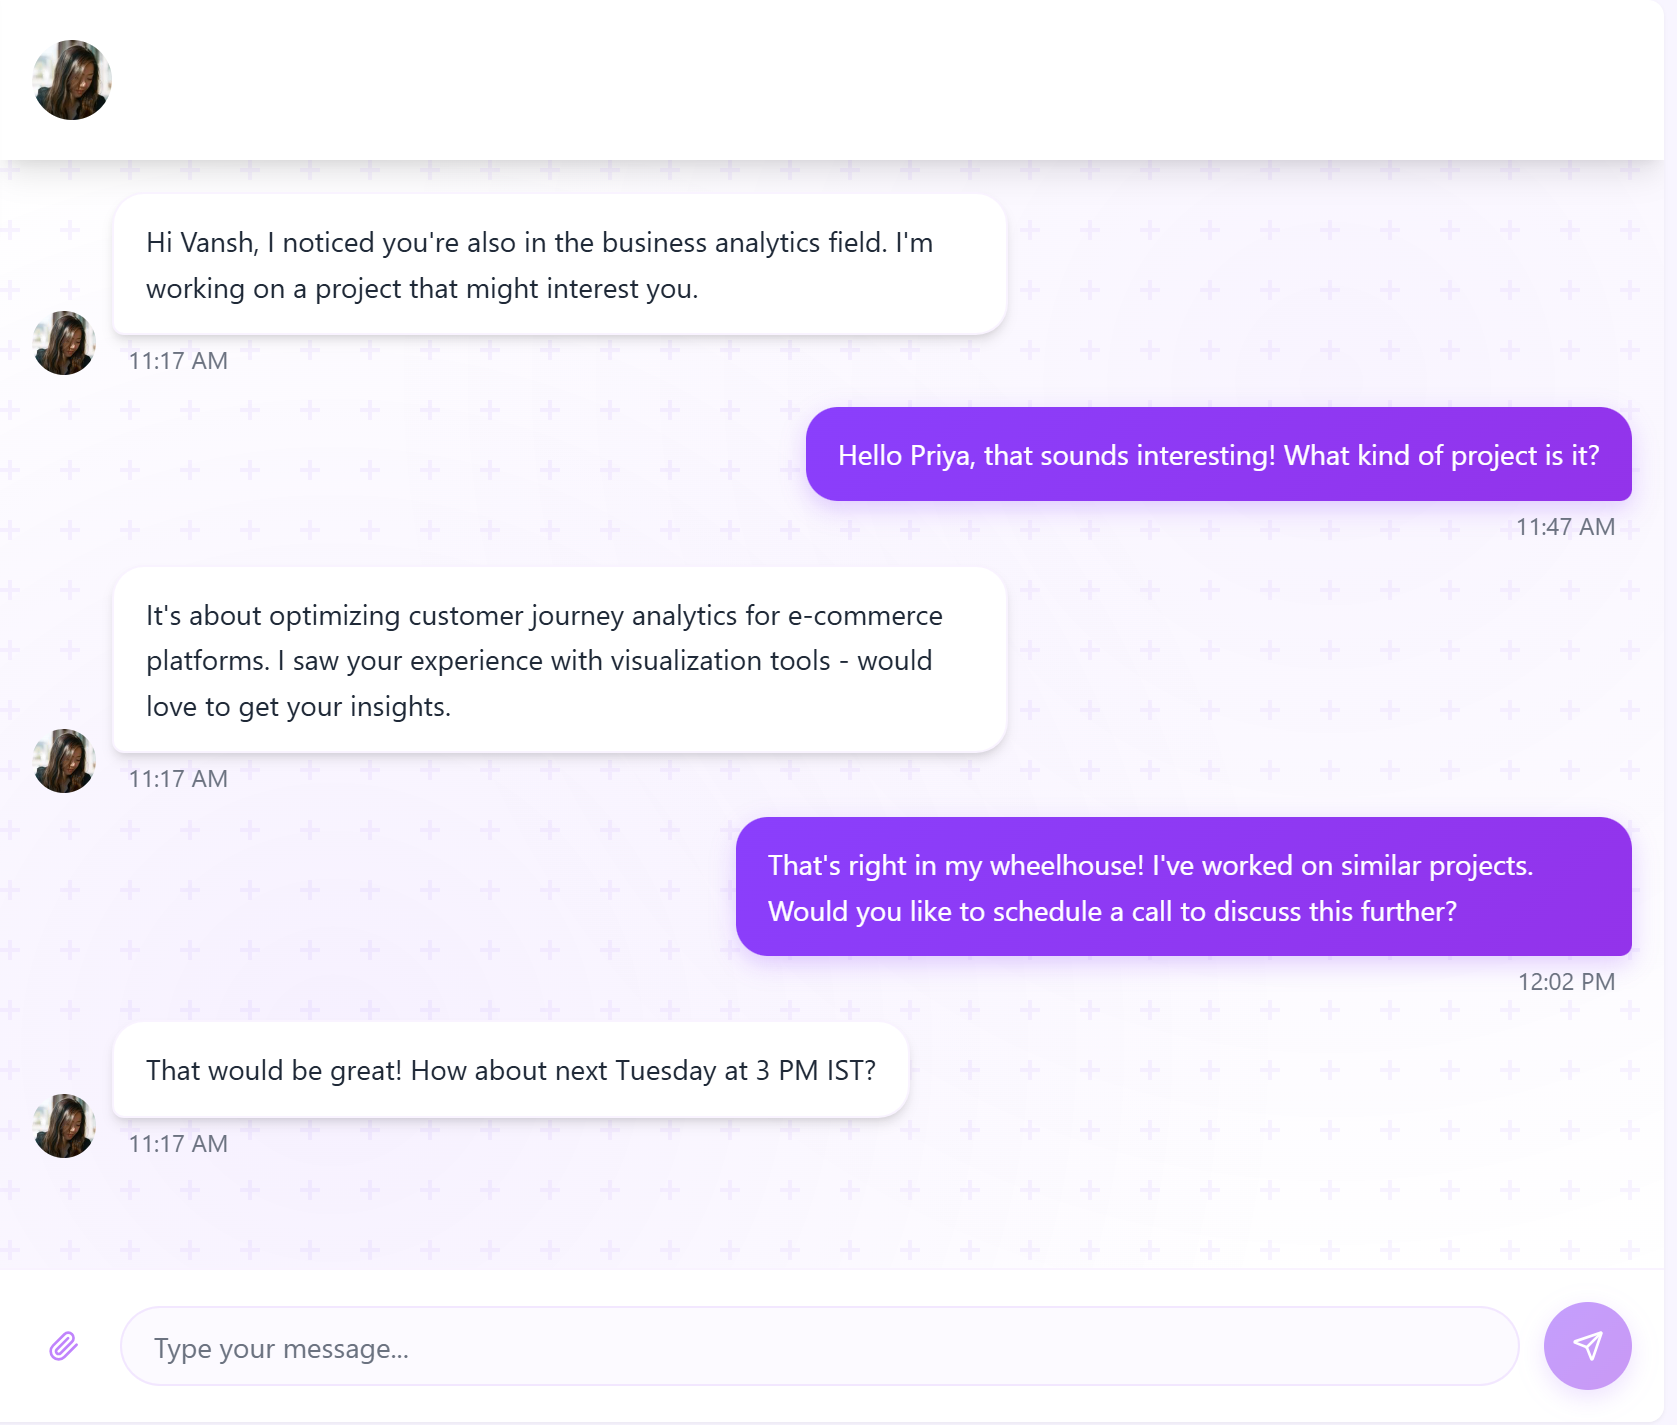 Hi Vansh, I noticed you're also in the business analytics field. I'm
working on a project that might interest you.
11:17 AM
Hello Priya, that sounds interesting! What kind of project is it?
11:47 AM
It's about optimizing customer journey analytics for e-commerce
platforms. I saw your experience with visualization tools - would
love to get your insights.
11:17 AM
That's right in my wheelhouse! I've worked on similar projects.
Would you like to schedule a call to discuss this further?
12:02 PM
That would be great! How about next Tuesday at 3 PM IST?
11:17 AM
Type your message...